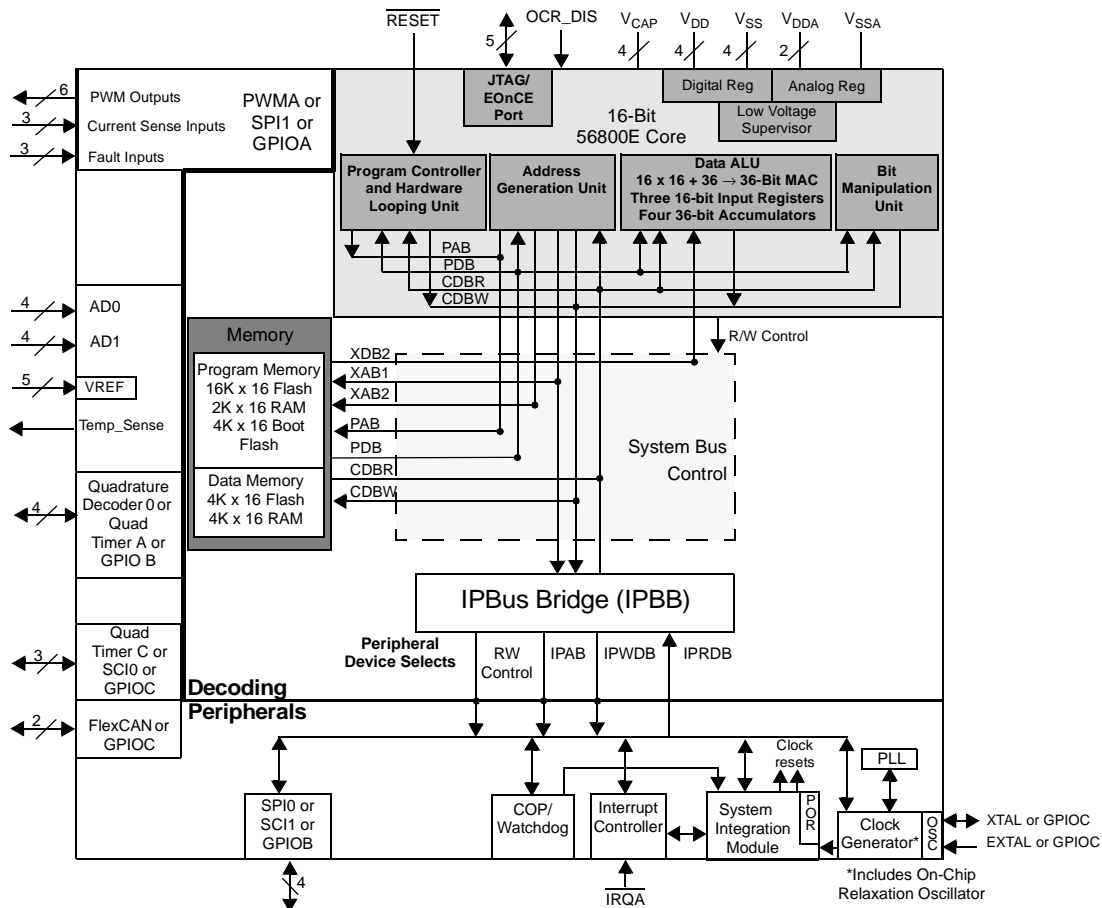 RESET
5
OCR_DIS
VCAP
VDD
VSS
VDDA
VSSA
4
4
4
2
6
PWM Outputs
3
Current Sense Inputs
3
Fault Inputs
PWMA or
SPI1 or
GPIOA
JTAG/
EOnCE
Port
16-Bit
56800E Core
Digital Reg
Analog Reg
Low Voltage
Supervisor
Program Controller
and Hardware
Looping Unit
Address
Generation Unit
Data ALU
16 x 16 + 36 → 36-Bit MAC
Three 16-bit Input Registers
Four 36-bit Accumulators
Bit
Manipulation
Unit
PAB
PDB
CDBR
CDBW
4
AD0
4
AD1
5
VREF
Temp_Sense
Memory
Program Memory
16K x 16 Flash
2K x 16 RAM
4K x 16 Boot
Flash
Data Memory
4K x 16 Flash
4K x 16 RAM
XDB2
XAB1
XAB2
PAB
PDB
CDBR
CDBW
R/W Control
System Bus
Control
4
Quadrature
Decoder 0 or
Quad
Timer A or
GPIO B
IPBus Bridge (IPBB)
3
Quad
Timer C or
SCI0 or
GPIOC
Peripheral
Device Selects
RW
Control
IPAB
IPWDB
IPRDB
Decoding
Peripherals
2
FlexCAN or
GPIOC
SPI0 or
SCI1 or
GPIOB
4
COP/
Watchdog
Interrupt
Controller
IRQA
System
Integration
Module
POR
Clock
resets
PLL
Clock
Generator*
OSC
XTAL or GPIOC
EXTAL or GPIOC
*Includes On-Chip
Relaxation Oscillator